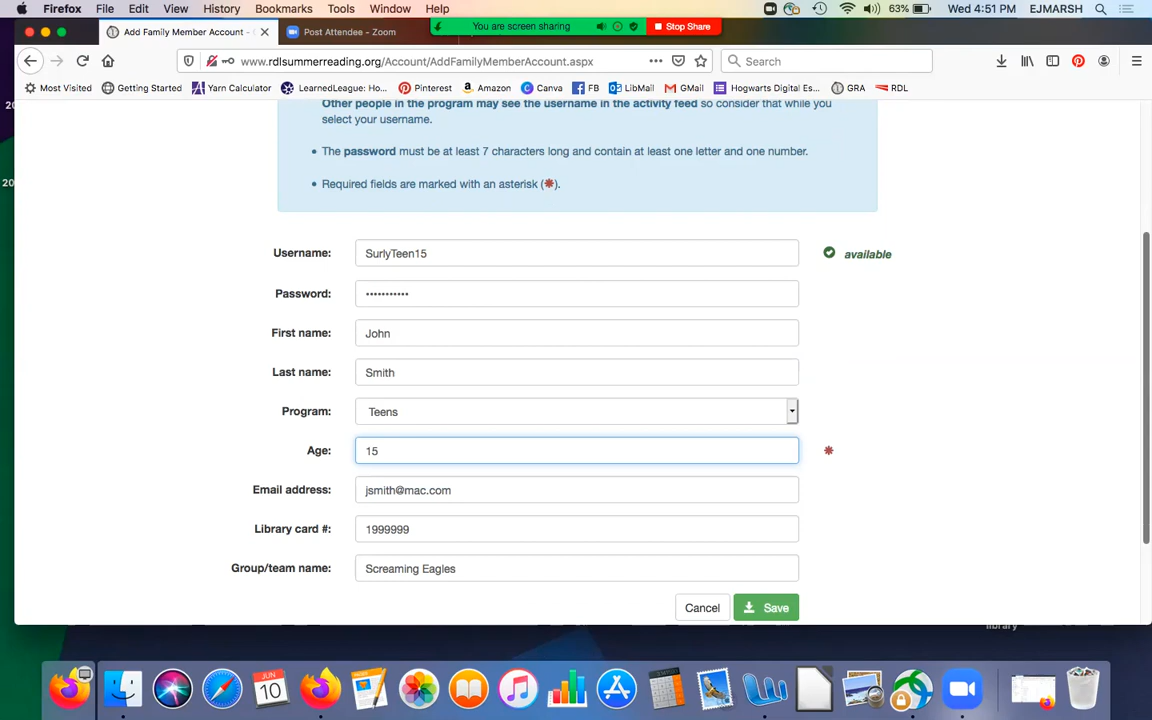 Firefox File Edit View History Bookmarks Tools Window Help 63% Wed 4:51 PM EJMARSH
You are screen sharing Stop Share
Add Family Member Account - Post Attendee - Zoom
www.rdlsummerreading.org/Account/AddFamilyMemberAccount.aspx Search
Most Visited Getting Started Yarn Calculator LearnedLeague: Ho... Pinterest Amazon Canva FB LibMail GMail Hogwarts Digital Es... GRA RDL
Other people in the program may see the username in the activity feed so consider that while you
select your username.
• The password must be at least 7 characters long and contain at least one letter and one number.
• Required fields are marked with an asterisk (*).
Username: SurlyTeen15 available
Password: •••••••••••
First name: John
Last name: Smith
Program: Teens
Age: 15 *
Email address: jsmith@mac.com
Library card #: 1999999
Group/team name: Screaming Eagles
Cancel Save
library
JUN
10